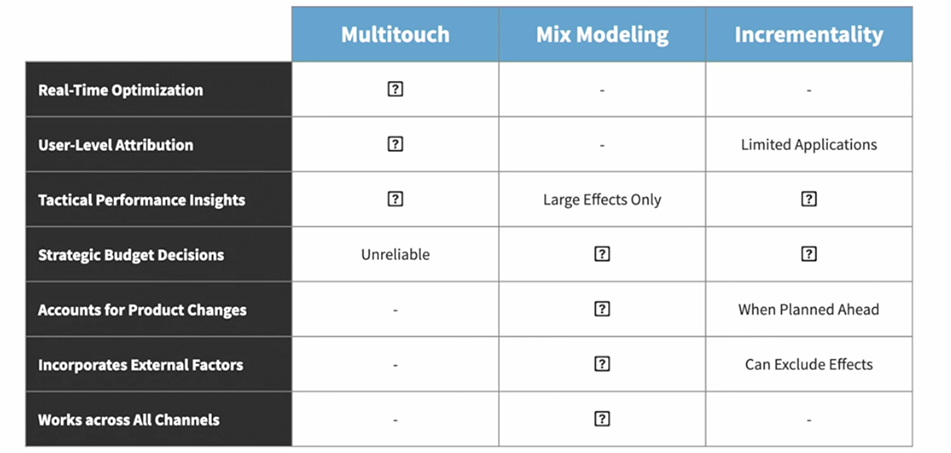 Multitouch Mix Modeling Incrementality
Real-Time Optimization ? - -
User-Level Attribution ? - Limited Applications
Tactical Performance Insights ? Large Effects Only ?
Strategic Budget Decisions Unreliable ? ?
Accounts for Product Changes - ? When Planned Ahead
Incorporates External Factors - ? Can Exclude Effects
Works across All Channels - ? -